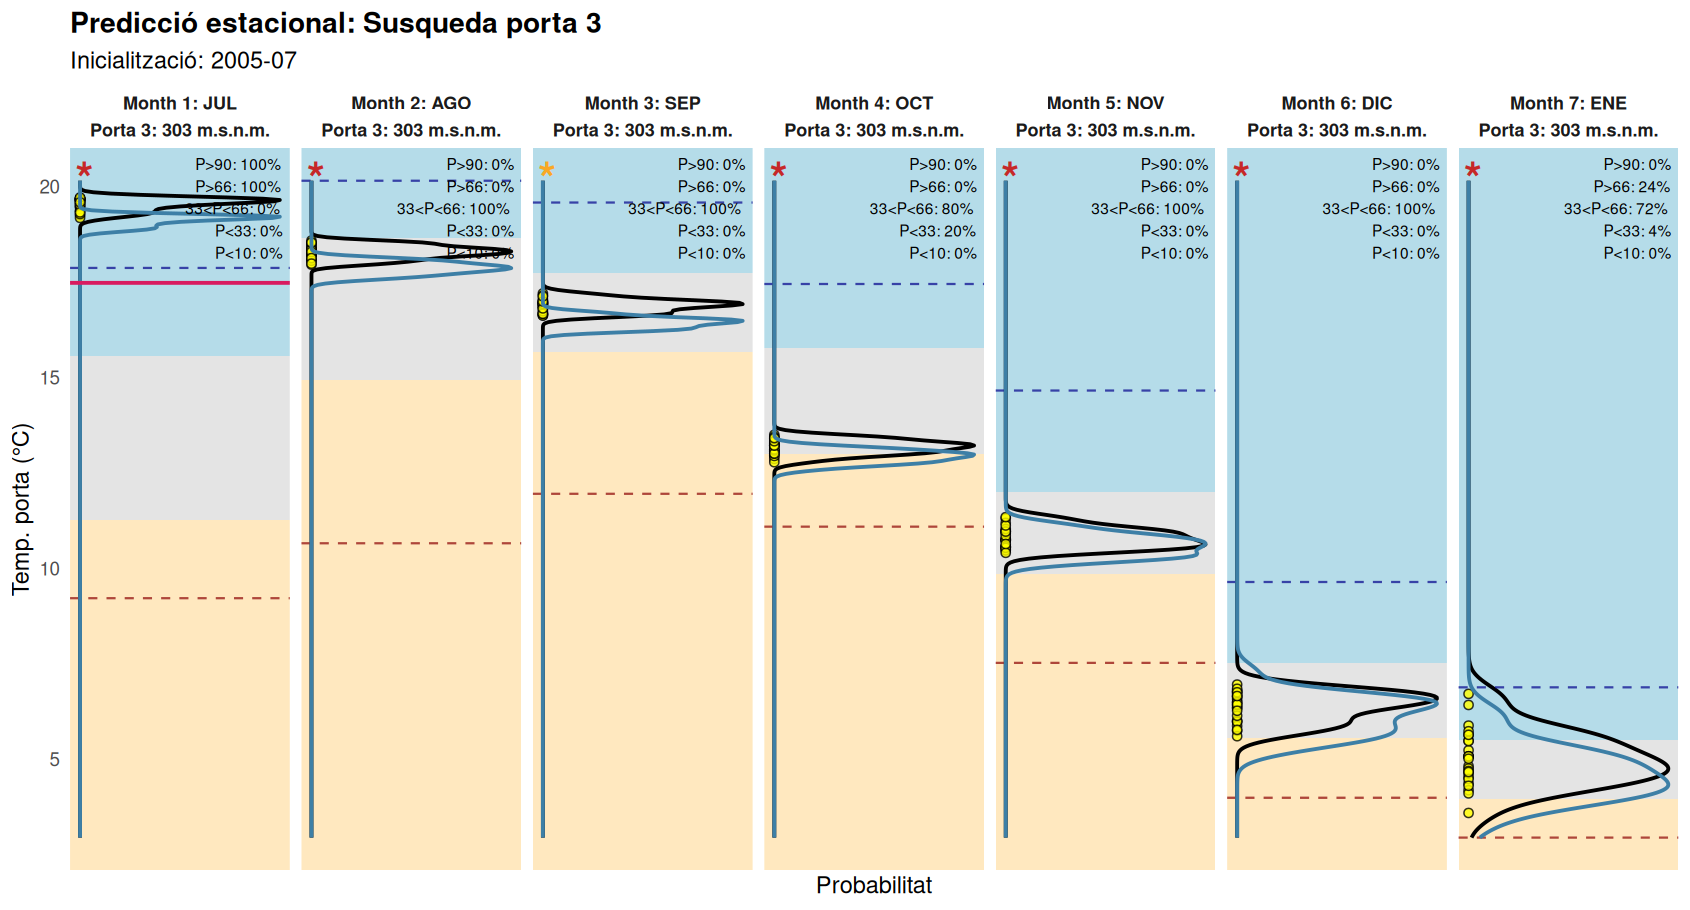 Predicció estacional: Susqueda porta 3
Inicialització: 2005-07
Month 1: JUL
Porta 3: 303 m.s.n.m.
Month 2: AGO
Porta 3: 303 m.s.n.m.
Month 3: SEP
Porta 3: 303 m.s.n.m.
Month 4: OCT
Porta 3: 303 m.s.n.m.
Month 5: NOV
Porta 3: 303 m.s.n.m.
Month 6: DIC
Porta 3: 303 m.s.n.m.
Month 7: ENE
Porta 3: 303 m.s.n.m.
*
P>90: 100%
P>66: 100%
33<P<66: 0%
P<33: 0%
P<10: 0%
*
P>90: 0%
P>66: 0%
33<P<66: 100%
P<33: 0%
P<10: 0%
*
P>90: 0%
P>66: 0%
33<P<66: 100%
P<33: 0%
P<10: 0%
*
P>90: 0%
P>66: 0%
33<P<66: 80%
P<33: 20%
P<10: 0%
*
P>90: 0%
P>66: 0%
33<P<66: 100%
P<33: 0%
P<10: 0%
*
P>90: 0%
P>66: 0%
33<P<66: 100%
P<33: 0%
P<10: 0%
*
P>90: 0%
P>66: 24%
33<P<66: 72%
P<33: 4%
P<10: 0%
20
15
10
5
Temp. porta (°C)
Probabilitat